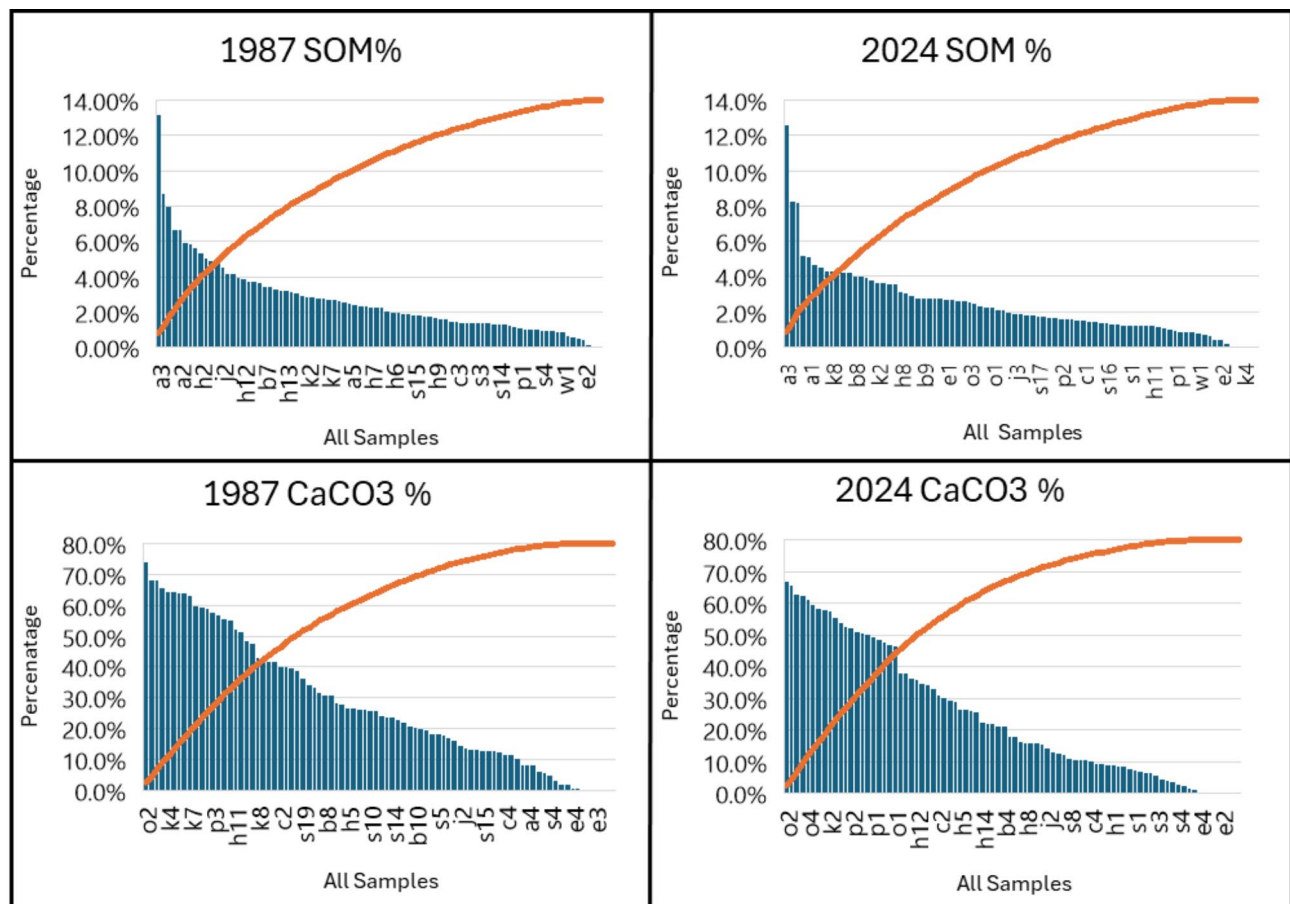 1987 SOM%
14.00%
12.00%
10.00%
8.00%
6.00%
4.00%
2.00%
0.00%
Percentage
a3
a2
h2
j2
h12
b7
h13
k2
k7
a5
h7
h6
s15
h9
c3
s3
s14
p1
s4
w1
e2
All Samples
2024 SOM %
14.0%
12.0%
10.0%
8.0%
6.0%
4.0%
2.0%
0.0%
Percentage
a3
a1
k8
b8
k2
h8
b9
e1
o3
o1
j3
s17
p2
c1
s16
s1
h11
p1
w1
e2
k4
All Samples
1987 CaCO3 %
80.0%
70.0%
60.0%
50.0%
40.0%
30.0%
20.0%
10.0%
0.0%
Percenatage
o2
k4
k7
p3
h11
k8
c2
s19
b8
h5
s10
s14
b10
s5
j2
s15
c4
a4
s4
e4
e3
All Samples
2024 CaCO3 %
80.0%
70.0%
60.0%
50.0%
40.0%
30.0%
20.0%
10.0%
0.0%
Percentage
o2
o4
k2
p2
p1
o1
h12
c2
h5
h14
b4
h8
j2
s8
c4
h1
s1
s3
s4
e4
e2
All Samples